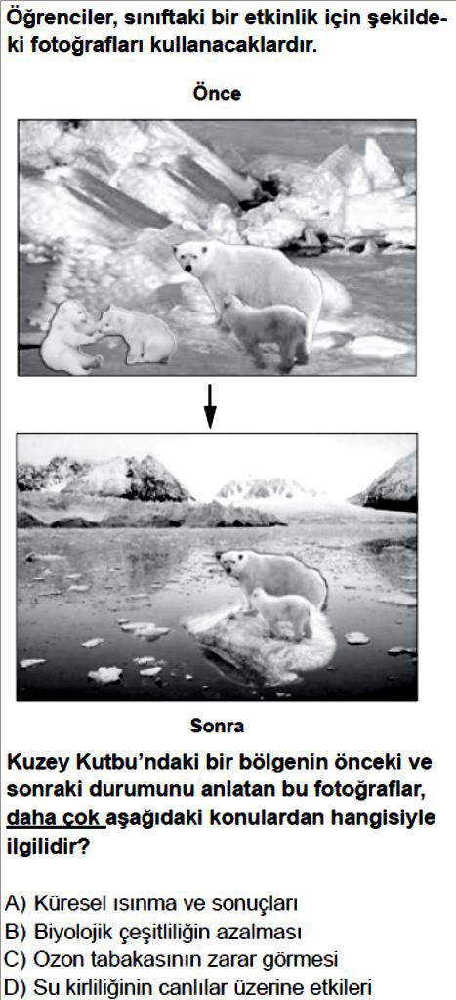 Öğrenciler, sınıftaki bir etkinlik için şekilde-
ki fotoğrafları kullanacaklardır.
Önce
Sonra
Kuzey Kutbu’ndaki bir bölgenin önceki ve
sonraki durumunu anlatan bu fotoğraflar,
daha çok aşağıdaki konulardan hangisiyle
ilgilidir?
A) Küresel ısınma ve sonuçları
B) Biyolojik çeşitliliğin azalması
C) Ozon tabakasının zarar görmesi
D) Su kirliliğinin canlılar üzerine etkileri